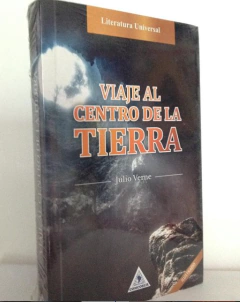 Literatura Universal
VIAJE AL
CENTRO DE LA
TIERRA
Julio Verne